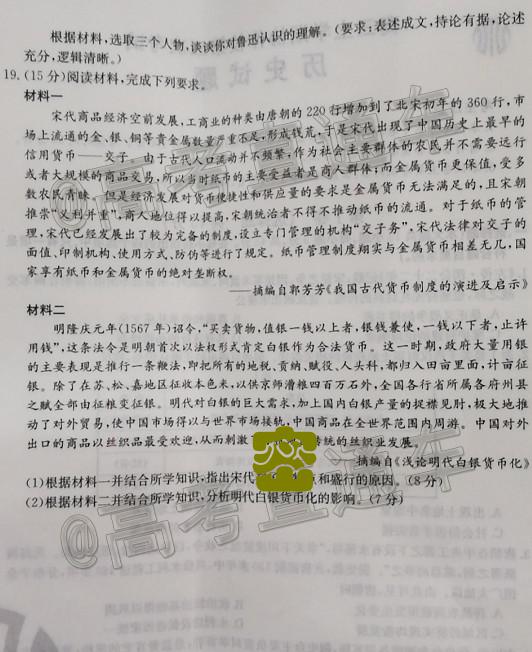 根据材料,选取三个人物,谈谈你对鲁迅认识的理解。(要求:表述成文,持论有据,论述
充分,逻辑清晰。)
19.(15分)阅读材料,完成下列要求。
材料一
宋代商品经济空前发展,工商业的种类由唐朝的220行增加到了北宋初年的360行,市
场上流通的金、银、铜等贵金属数量严重不足,形成钱荒,于是宋代出现了中国历史上最早的
信用货币——交子。由于古代人口流动并不频繁,作为社会主要群体的农民并不需要远行
或者大规模的商品交易,所以当时纸币的主要受益者是商人群体;而金属货币更保值,受多
数农民青睐。但是经济发展对货币便捷性和供应量的要求是金属货币无法满足的,且宋朝
推崇“义利并重”,商人地位得以提高,宋朝统治者不得不推动纸币的流通。对于纸币的管
理,宋代已经发展出了较为完备的制度,设立专门管理的机构“交子务”,宋代法律对交子的
面值、印制机构、使用方式、防伪等进行了规定。纸币管理制度翔实与金属货币相差无几,国
家享有纸币和金属货币的绝对垄断权。
——摘编自郭芳芳《我国古代货币制度的演进及启示》
材料二
明隆庆元年(1567年)诏令,“买卖货物,值银一钱以上者,银钱兼使,一钱以下者,止许
用钱”,这条法令是明朝首次以法权形式肯定白银作为合法货币。这一时期,政府大量用银
的主要表现是推行一条鞭法,即把所有的地税、贡纳、赋役、人头科,都归入田亩里面,计亩征
银。除了在苏、松、嘉地区征收本色米,以供京师漕粮四百万石外,全国各行省所属各府州县
之赋全部由征粮变征银。明代对白银的巨大需求,加上国内白银产量的捉襟见肘,极大地推
动了对外贸易,使中国市场得以与世界市场接轨,中国商品在全世界范围内周游。中国对外
出口的商品以丝织品最受欢迎,从而刺激 传统的丝织业发展。
摘编自《浅论明代白银货币化》
(1)根据材料一并结合所学知识,指出宋代 点和盛行的原因。(8分)
(2)根据材料二并结合所学知识,分析明代白银货币化的影响。(7分)
@高考直通车
@高考直通车
历史试题